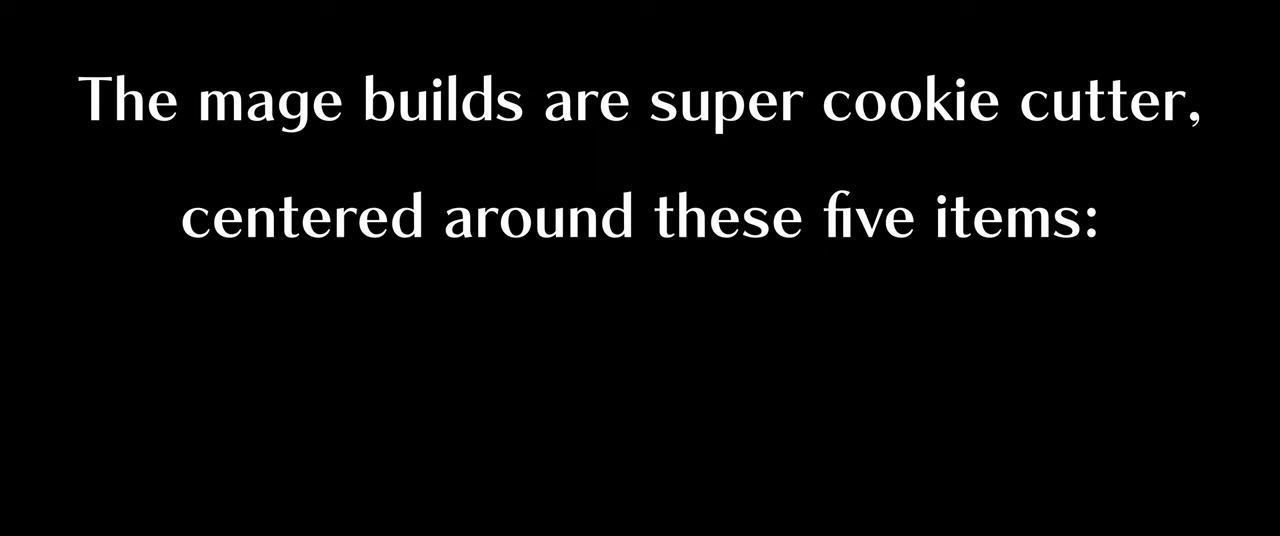 The mage builds are super cookie cutter,
centered around these five items: